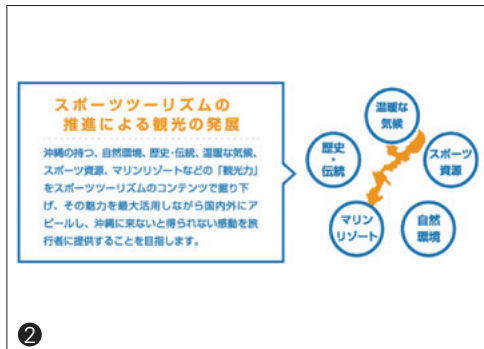 スポーツツーリズムの
推進による観光の発展
沖縄の持つ、自然環境、歴史・伝統、温暖な気候、
スポーツ資源、マリンリゾートなどの「観光力」
をスポーツツーリズムのコンテンツで掘り下
げ、その魅力を最大活用しながら国内外にア
ピールし、沖縄に来ないと得られない感動を旅
行者に提供することを目指します。
温暖な
気候
歴史
・
伝統
スポーツ
資源
マリン
リゾート
自然
環境
❷